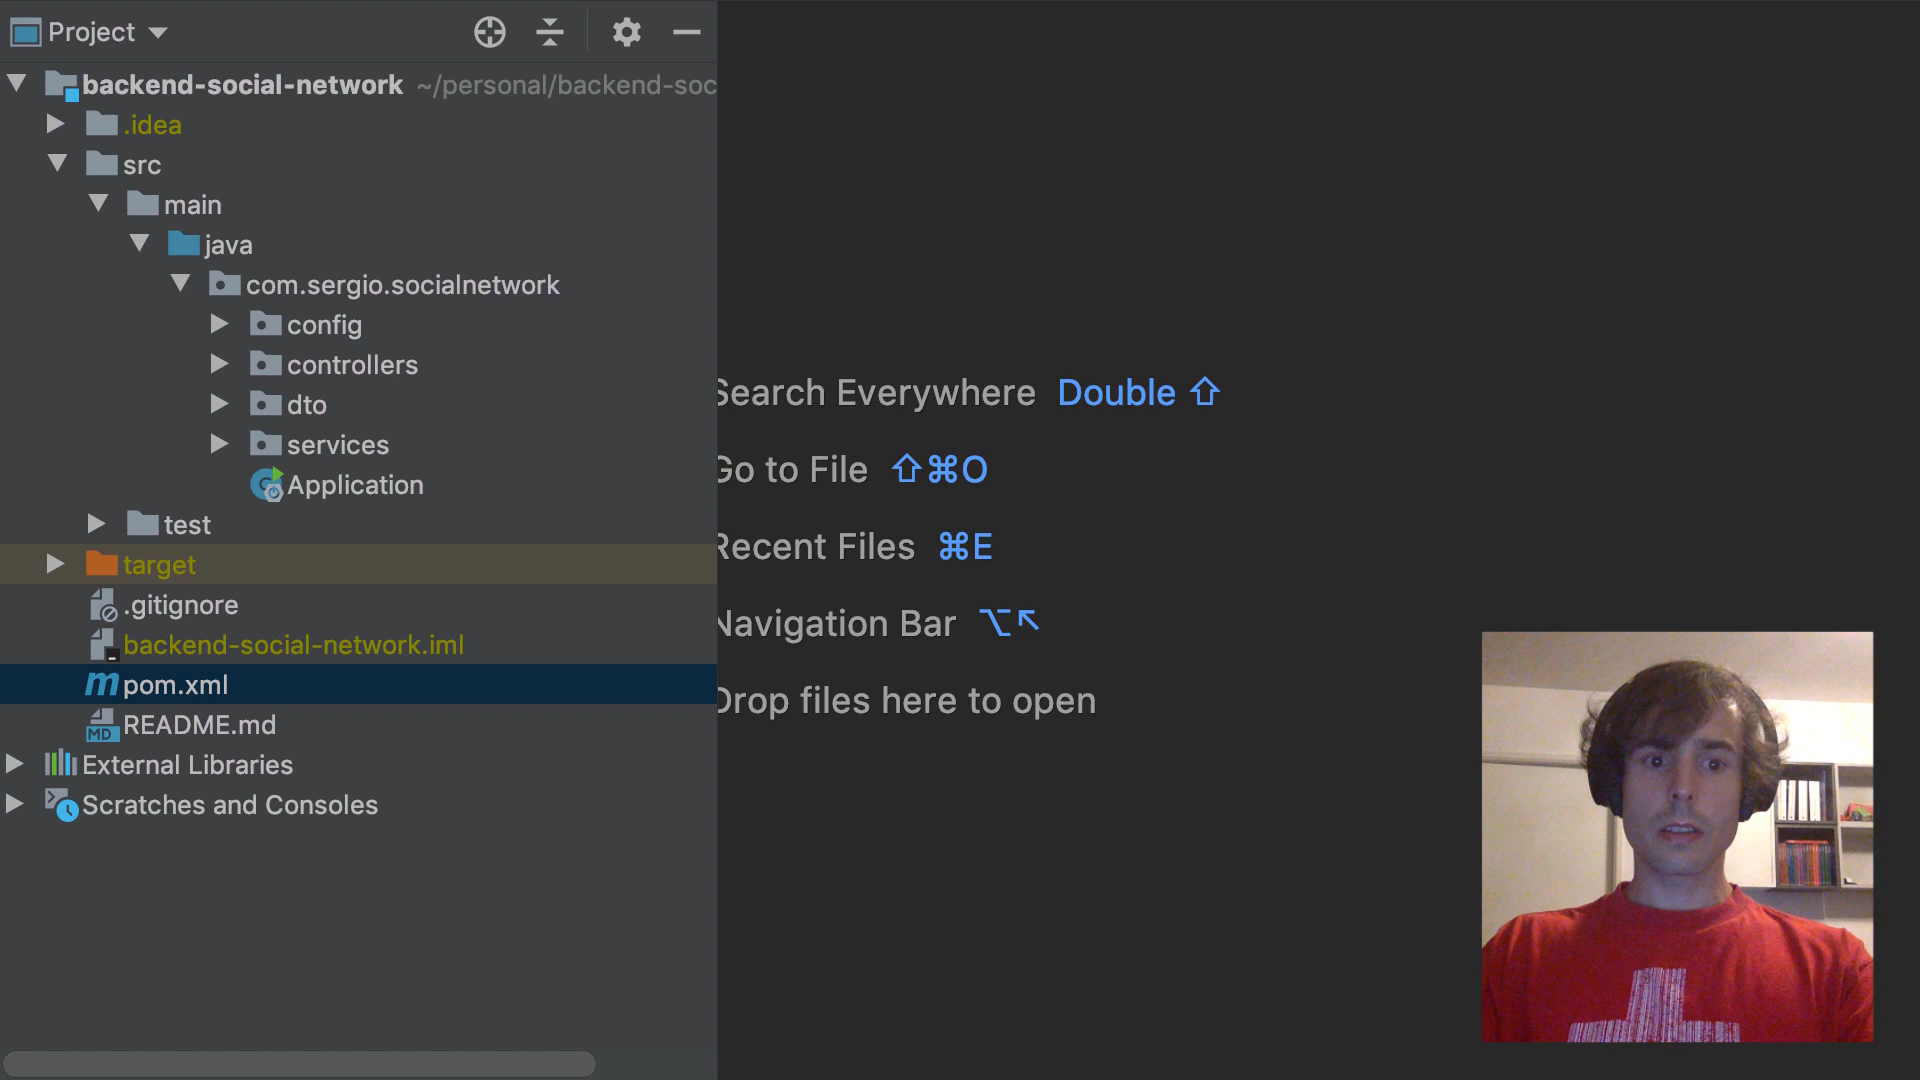 Project
backend-social-network ~/personal/backend-soc
.idea
src
main
java
com.sergio.socialnetwork
config
controllers
dto
services
Application
test
target
.gitignore
backend-social-network.iml
pom.xml
README.md
External Libraries
Scratches and Consoles
Search Everywhere Double ⇧
Go to File ⇧⌘O
Recent Files ⌘E
Navigation Bar ⌥↖
Drop files here to open